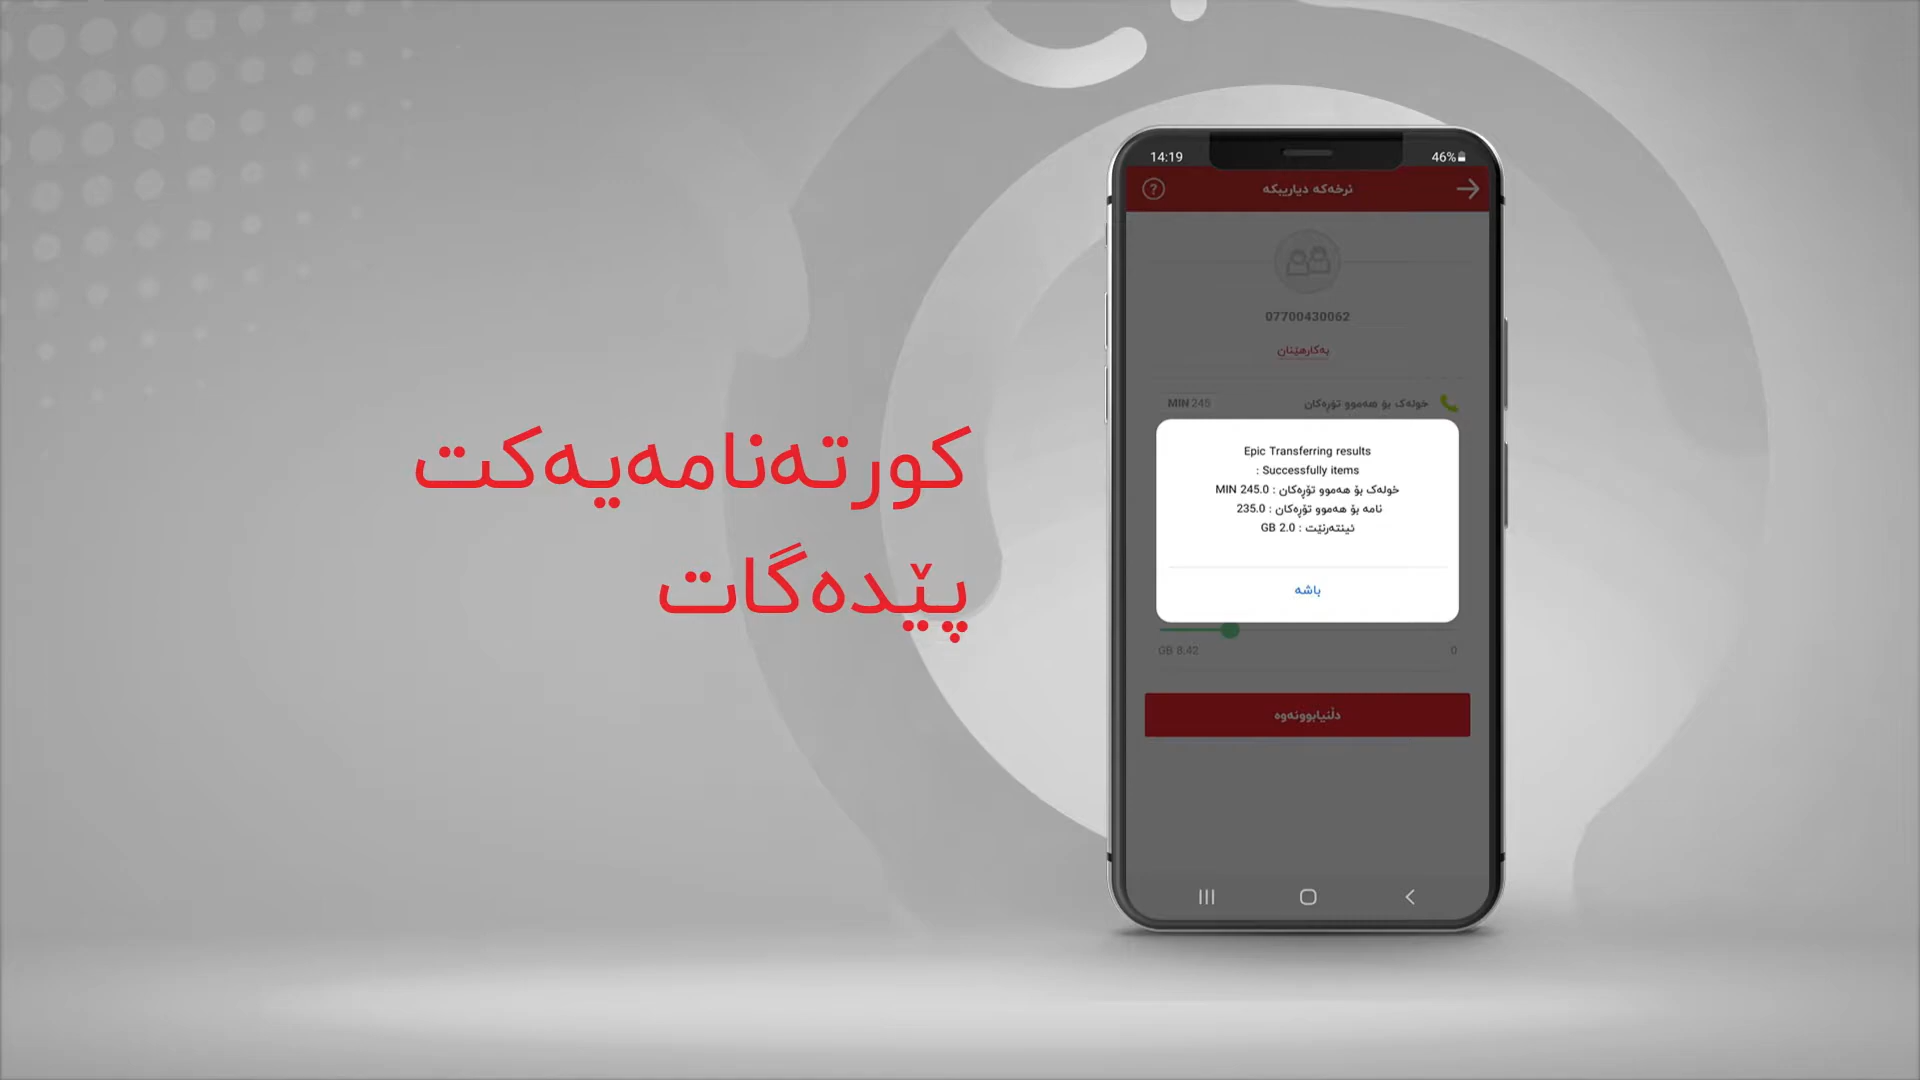 کورتەنامەیەکت
پێدەگات
14:19
46%
نرخەکە دیاریبکە
07700430062
بەکارهێنان
خولەک بۆ هەموو تۆڕەکان
MIN 245
Epic Transferring results
: Successfully items
خولەک بۆ هەموو تۆڕەکان : 245.0 MIN
نامە بۆ هەموو تۆڕەکان : 235.0
ئینتەرنێت : 2.0 GB
باشە
GB 8.42
0
دڵنیابوونەوە